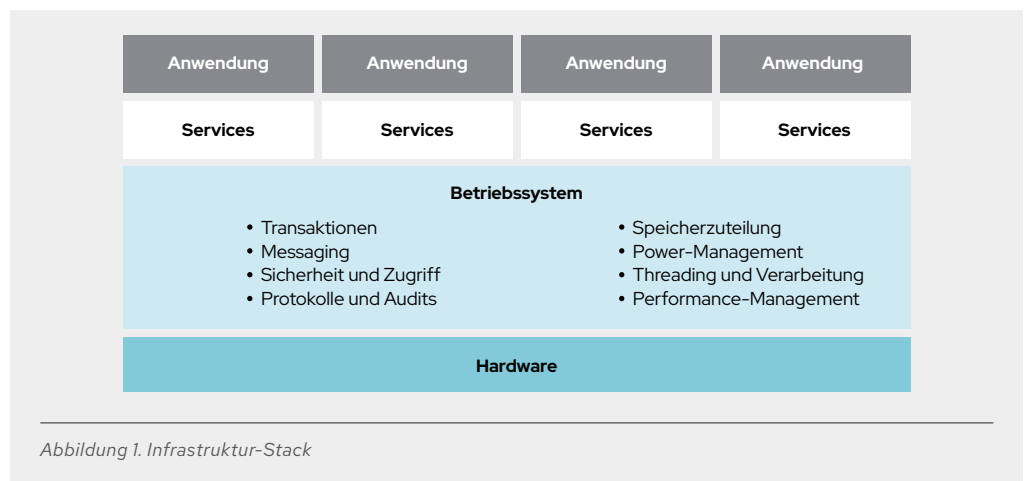 Anwendung Anwendung Anwendung Anwendung
Services Services Services Services
Betriebssystem
• Transaktionen
• Messaging
• Sicherheit und Zugriff
• Protokolle und Audits
• Speicherzuteilung
• Power-Management
• Threading und Verarbeitung
• Performance-Management
Hardware
Abbildung 1. Infrastruktur-Stack